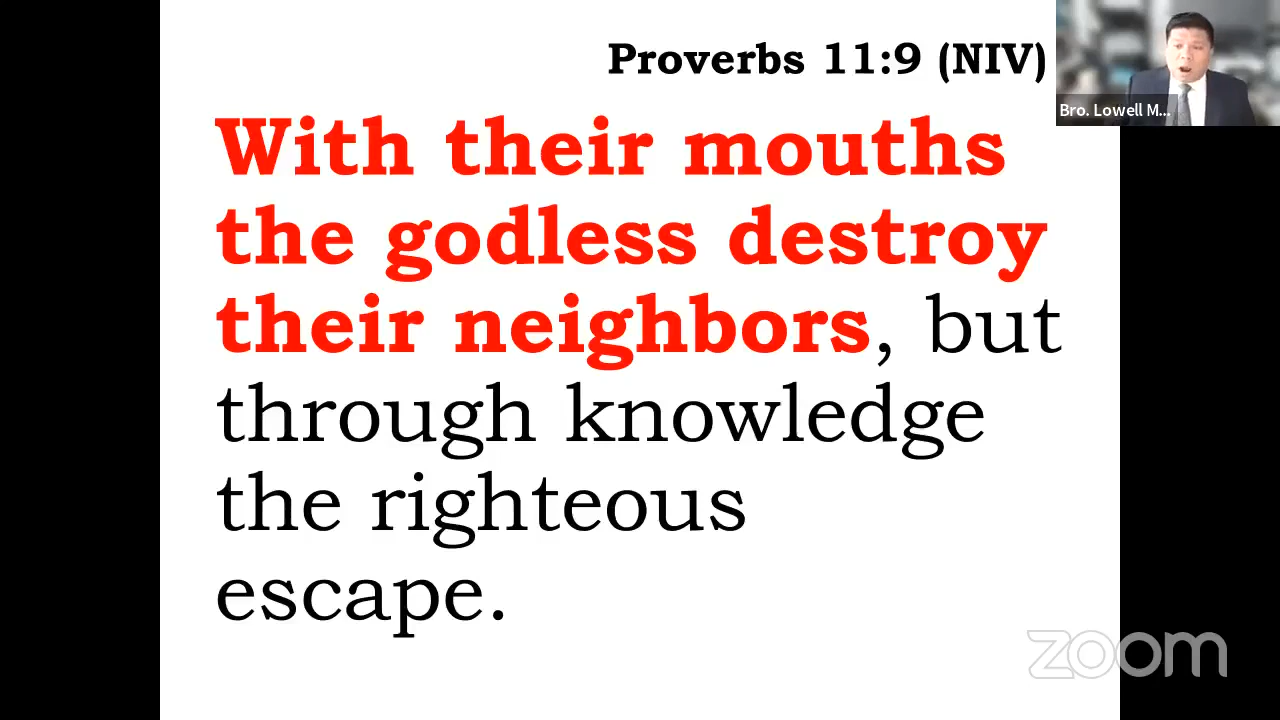 Proverbs 11:9 (NIV)
Bro. Lowell M...
With their mouths
the godless destroy
their neighbors, but
through knowledge
the righteous
escape.
zoom